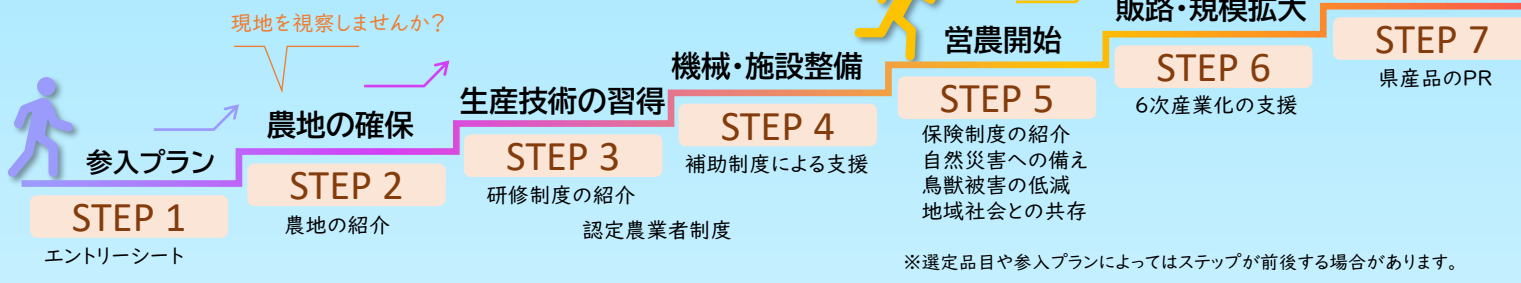 現地を視察しませんか?
参入プラン
STEP 1
エントリーシート
農地の確保
STEP 2
農地の紹介
生産技術の習得
STEP 3
研修制度の紹介
認定農業者制度
機械・施設整備
STEP 4
補助制度による支援
営農開始
STEP 5
保険制度の紹介
自然災害への備え
鳥獣被害の低減
地域社会との共存
販路・規模拡大
STEP 6
6次産業化の支援
STEP 7
県産品のPR
※選定品目や参入プランによってはステップが前後する場合があります。